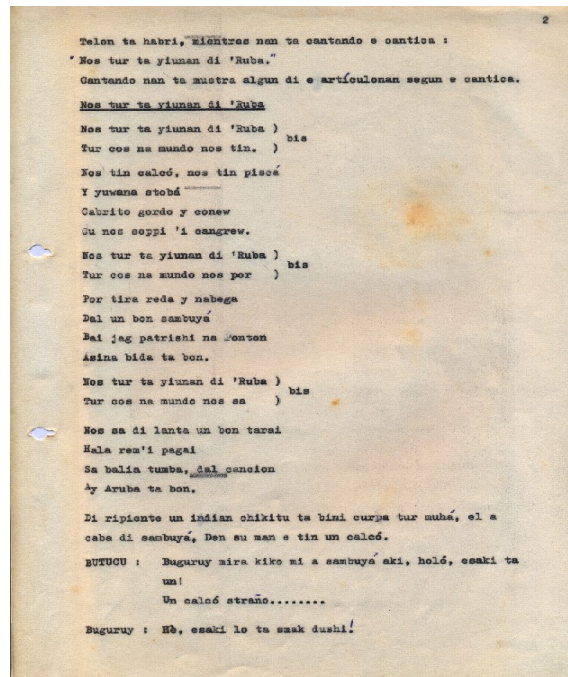 2
Telon ta habri, mientras nan ta cantando e cantica :
"Nos tur ta yiunan di 'Ruba."
Cantando nan ta mustra algun di e artículonan segun e cantica.
Nos tur ta yiunan di 'Ruba
Nos tur ta yiunan di 'Ruba )
bis
Tur cos na mundo nos tin. )
Nos tin calcó, nos tin piscá
Y yuwana stobá
Cabrito gordo y conew
Cu nos soppi 'i cangrew.
Nos tur ta yiunan di 'Ruba )
bis
Tur cos na mundo nos por )
Por tira reda y nabega
Dal un bon sambuyá
Bai jag patrishi na Fonton
Asina bida ta bon.
Nos tur ta yiunan di 'Ruba )
bis
Tur cos na mundo nos sa )
Nos sa di lanta un bon tarai
Hala rem'i pagai
Sa balia tumba, dal cancion
Ay Aruba ta bon.
Di ripiente un indian chikitu ta bini curpa tur muhá, el a
caba di sambuyá, Den su man e tin un calcó.
BUTUCU : Buguruy mira kiko mi a sambuyá aki, holó, esaki ta
un!
Un calcó straño........
Buguruy : Hè, esaki lo ta smak dushi!